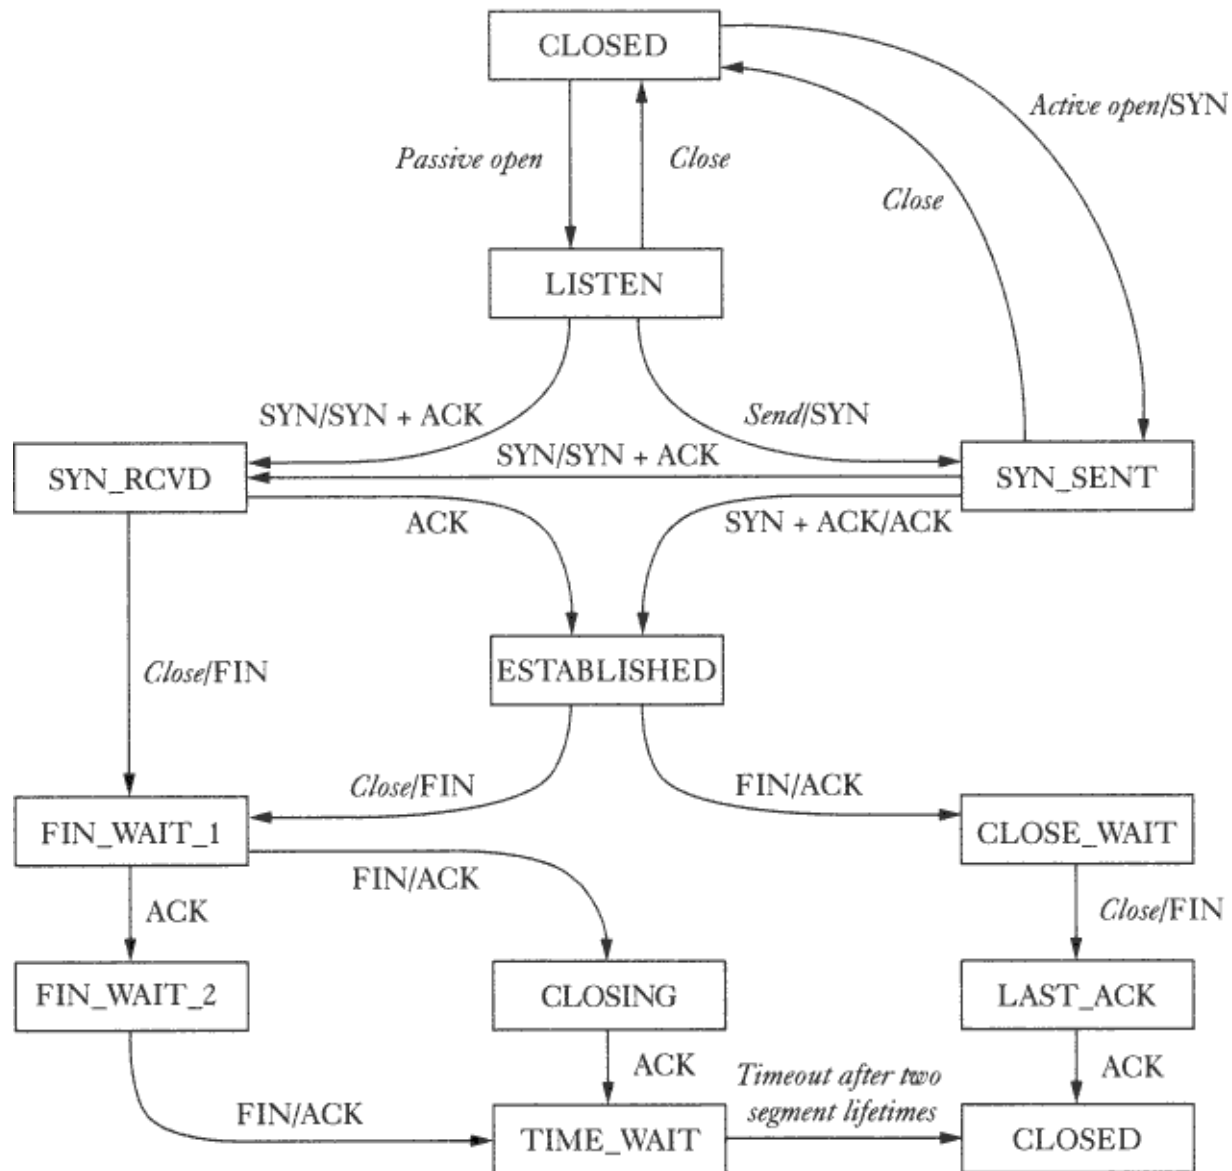 CLOSED
Active open/SYN
Passive open
Close
Close
LISTEN
SYN/SYN + ACK
Send/SYN
SYN/SYN + ACK
SYN_RCVD
SYN_SENT
ACK
SYN + ACK/ACK
Close/FIN
ESTABLISHED
Close/FIN
FIN/ACK
FIN_WAIT_1
CLOSE_WAIT
FIN/ACK
ACK
Close/FIN
FIN_WAIT_2
CLOSING
LAST_ACK
ACK
Timeout after two
segment lifetimes
ACK
FIN/ACK
TIME_WAIT
CLOSED